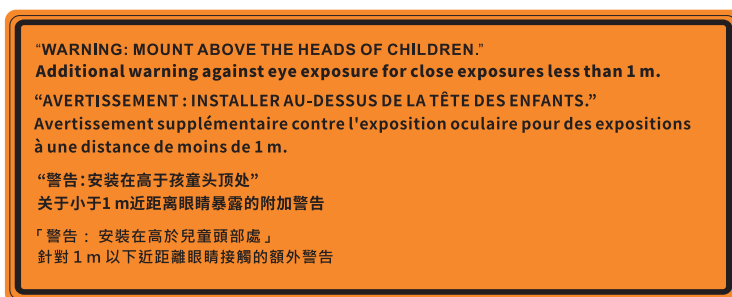 “WARNING: MOUNT ABOVE THE HEADS OF CHILDREN.”
Additional warning against eye exposure for close exposures less than 1 m.
“AVERTISSEMENT : INSTALLER AU-DESSUS DE LA TÊTE DES ENFANTS.”
Avertissement supplémentaire contre l'exposition oculaire pour des expositions
à une distance de moins de 1 m.
“警告：安装在高于孩童头顶处”
关于小于1 m近距离眼睛暴露的附加警告
「警告： 安裝在高於兒童頭部處」
針對 1 m 以下近距離眼睛接觸的額外警告